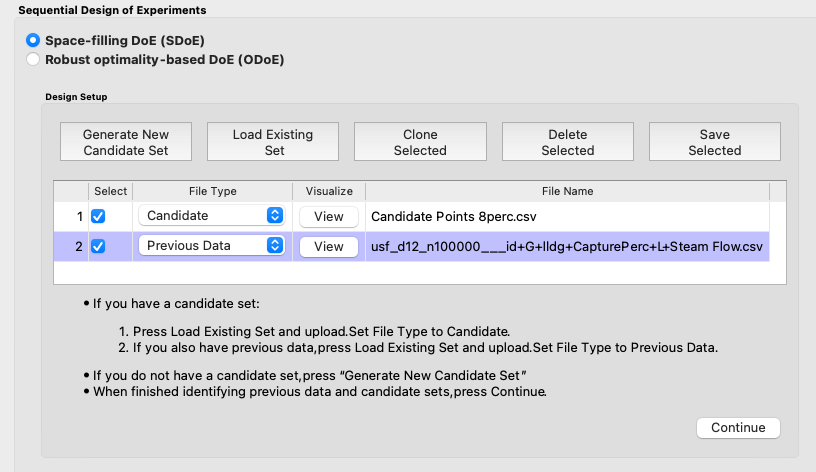 Sequential Design of Experiments
Space-filling DoE (SDoE)
Robust optimality-based DoE (ODoE)
Design Setup
Generate New
Candidate Set
Load Existing
Set
Clone
Selected
Delete
Selected
Save
Selected
Select File Type Visualize File Name
1 Candidate View Candidate Points 8perc.csv
2 Previous Data View usf_d12_n100000___id+G+lldg+CapturePerc+L+Steam Flow.csv
• If you have a candidate set:
1. Press Load Existing Set and upload.Set File Type to Candidate.
2. If you also have previous data,press Load Existing Set and upload.Set File Type to Previous Data.
• If you do not have a candidate set,press “Generate New Candidate Set”
• When finished identifying previous data and candidate sets,press Continue.
Continue